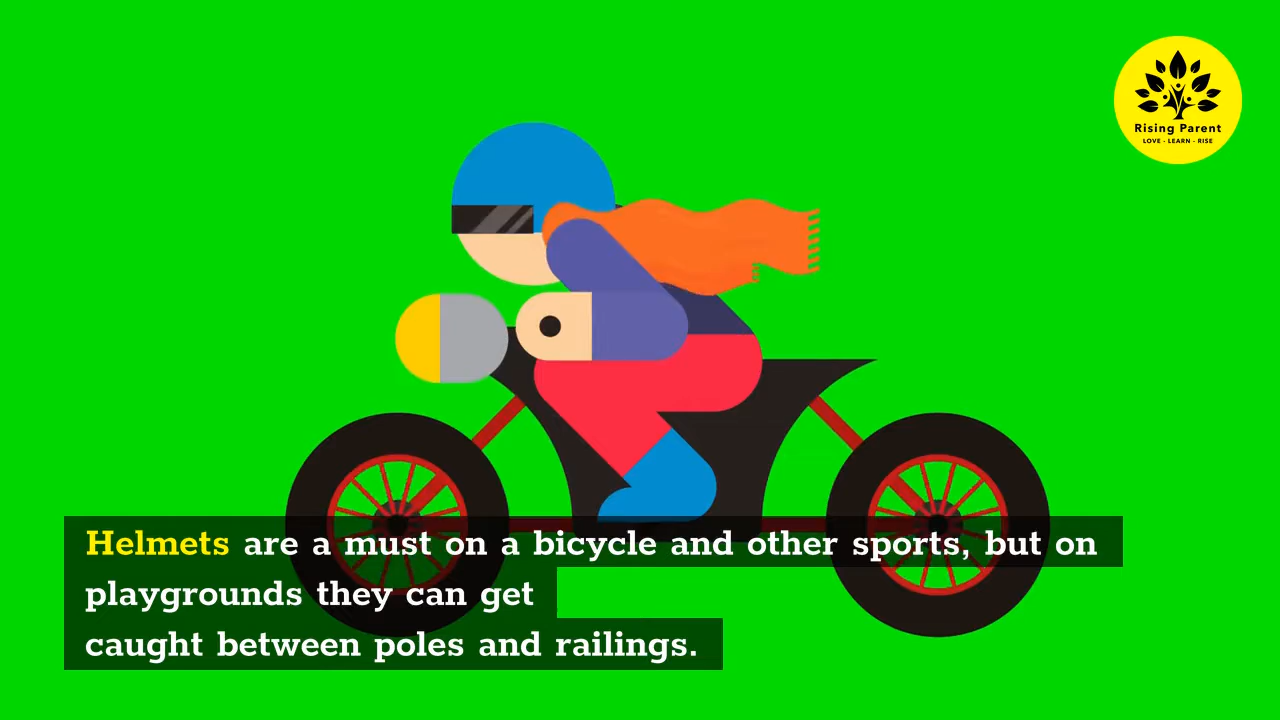 Rising Parent
LOVE - LEARN - RISE
Helmets are a must on a bicycle and other sports, but on
playgrounds they can get
caught between poles and railings.